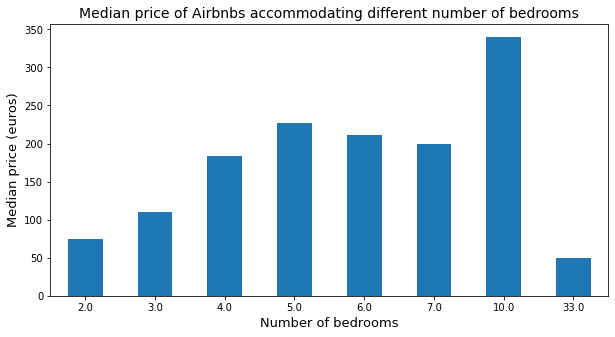 Median price of Airbnbs accommodating different number of bedrooms
Median price (euros)
350
300
250
200
150
100
50
0
2.0 3.0 4.0 5.0 6.0 7.0 10.0 33.0
Number of bedrooms